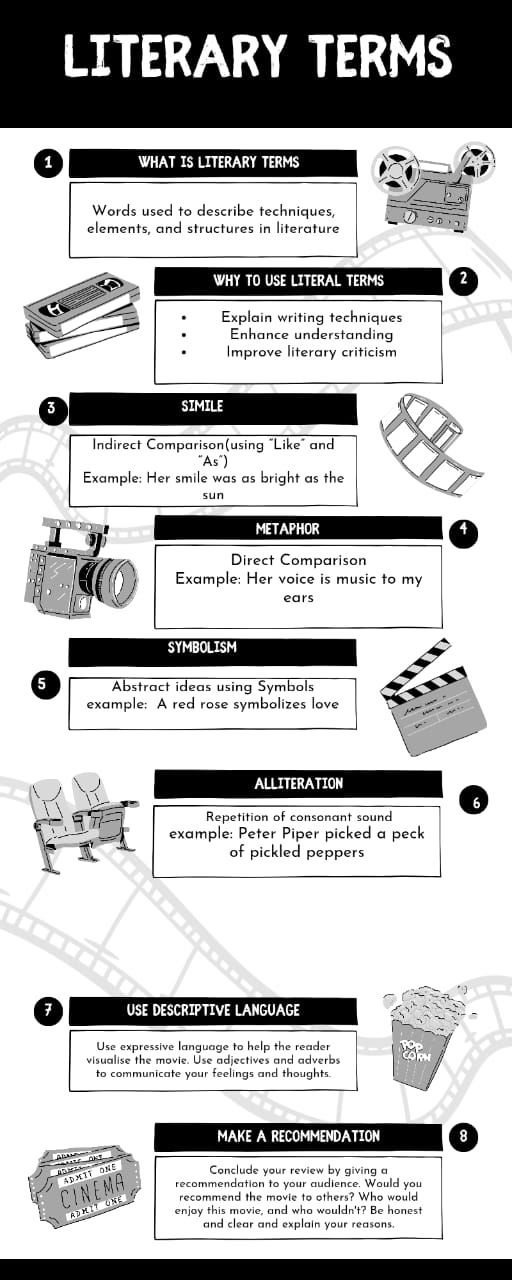 LITERARY TERMS
1
WHAT IS LITERARY TERMS
Words used to describe techniques,
elements, and structures in literature
WHY TO USE LITERAL TERMS
2
• Explain writing techniques
• Enhance understanding
• Improve literary criticism
3
SIMILE
Indirect Comparison(using "Like" and
"As")
Example: Her smile was as bright as the
sun
METAPHOR
4
Direct Comparison
Example: Her voice is music to my
ears
SYMBOLISM
5
Abstract ideas using Symbols
example: A red rose symbolizes love
ALLITERATION
6
Repetition of consonant sound
example: Peter Piper picked a peck
of pickled peppers
7
USE DESCRIPTIVE LANGUAGE
Use expressive language to help the reader
visualise the movie. Use adjectives and adverbs
to communicate your feelings and thoughts.
POP
CORN
MAKE A RECOMMENDATION
8
Conclude your review by giving a
recommendation to your audience. Would you
recommend the movie to others? Who would
enjoy this movie, and who wouldn't? Be honest
and clear and explain your reasons.
ADMIT ONE
ADMIT ONE
ADMIT ONE
CINEMA
ADMIT ONE